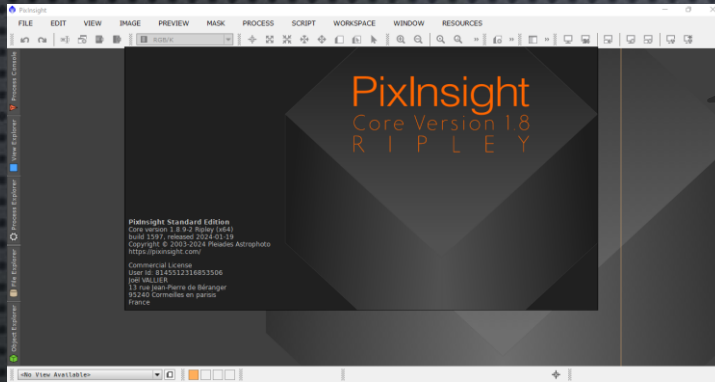 PixInsight
FILE EDIT VIEW IMAGE PREVIEW MASK PROCESS SCRIPT WORKSPACE WINDOW RESOURCES
RGB/K
Process Console
View Explorer
Process Explorer
File Explorer
Object Explorer
PixInsight
Core Version 1.8
RIPLEY
PixInsight Standard Edition
Core version 1.8.9-2 Ripley (x64)
build 1597, released 2024-01-19
Copyright © 2003-2024 Pleiades Astrophoto
https://pixinsight.com/
Commercial License
User Id: 8145512316853506
Joël VALLIER
13 rue Jean-Pierre de Béranger
95240 Cormeilles en parisis
France
<No View Available>